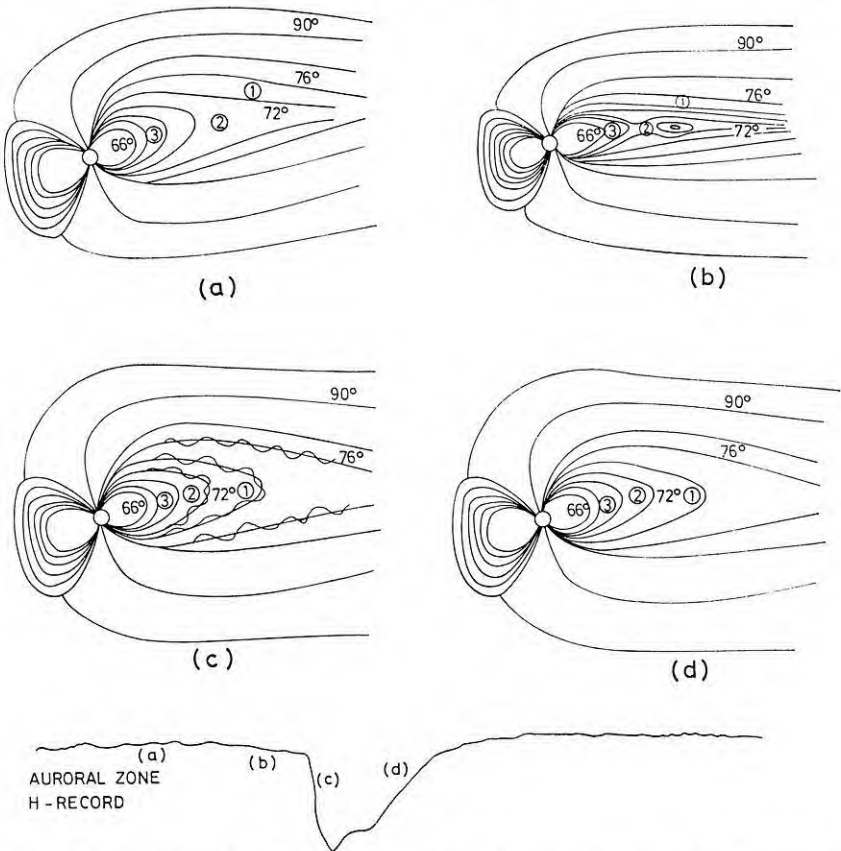 90°
76°
①
72°
②
③
66°
(a)
90°
76°
①
72°
②
③
66°
(b)
90°
76°
①
72°
②
③
66°
(c)
90°
76°
①
72°
②
③
66°
(d)
(a)
(b)
(c)
(d)
AURORAL ZONE
H - RECORD